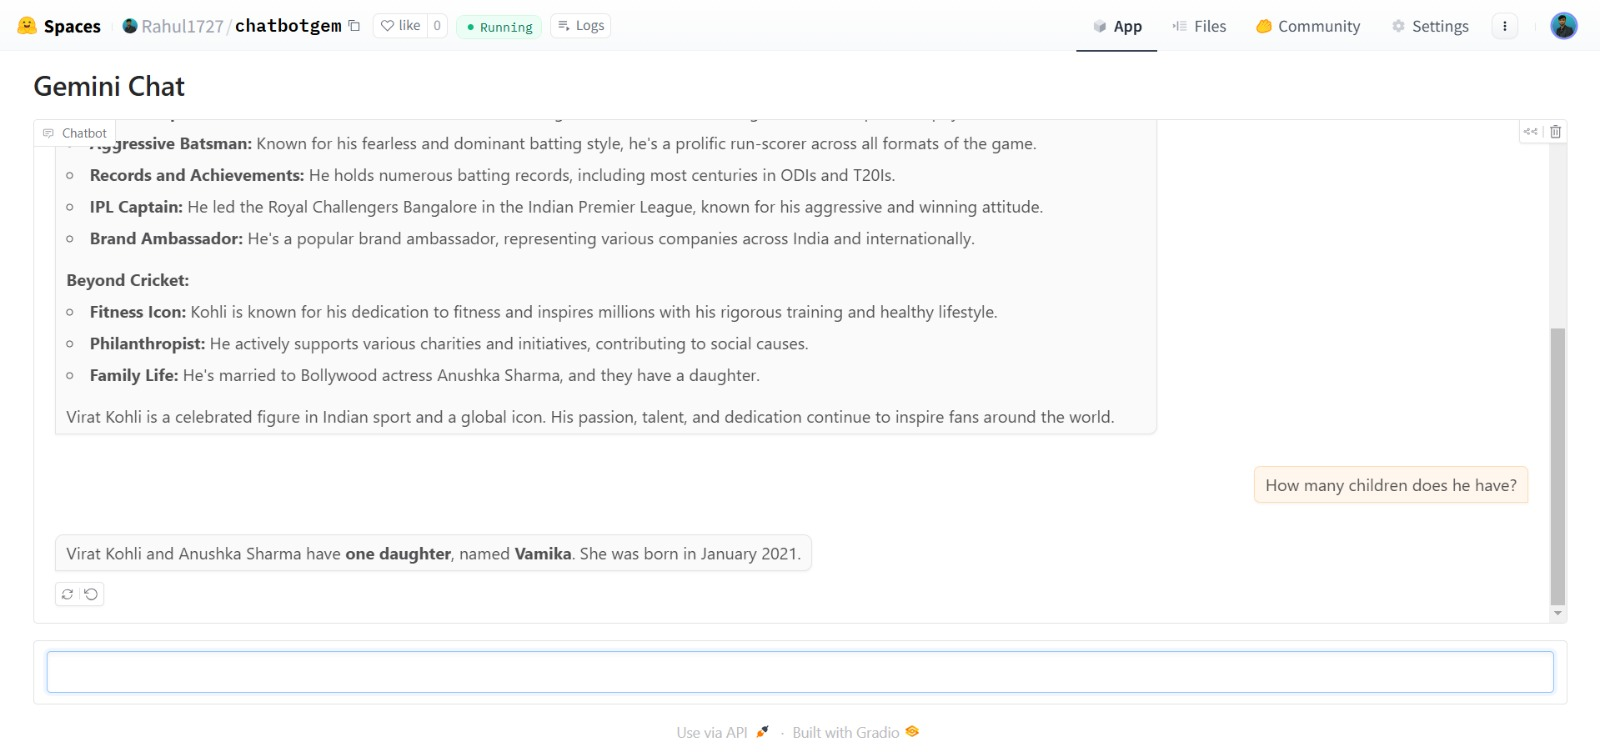 Spaces Rahul1727/chatbotgem like 0 Running Logs App Files Community Settings
Gemini Chat
Chatbot
Aggressive Batsman: Known for his fearless and dominant batting style, he's a prolific run-scorer across all formats of the game.
Records and Achievements: He holds numerous batting records, including most centuries in ODIs and T20Is.
IPL Captain: He led the Royal Challengers Bangalore in the Indian Premier League, known for his aggressive and winning attitude.
Brand Ambassador: He's a popular brand ambassador, representing various companies across India and internationally.
Beyond Cricket:
Fitness Icon: Kohli is known for his dedication to fitness and inspires millions with his rigorous training and healthy lifestyle.
Philanthropist: He actively supports various charities and initiatives, contributing to social causes.
Family Life: He's married to Bollywood actress Anushka Sharma, and they have a daughter.
Virat Kohli is a celebrated figure in Indian sport and a global icon. His passion, talent, and dedication continue to inspire fans around the world.
How many children does he have?
Virat Kohli and Anushka Sharma have one daughter, named Vamika. She was born in January 2021.
Use via API · Built with Gradio